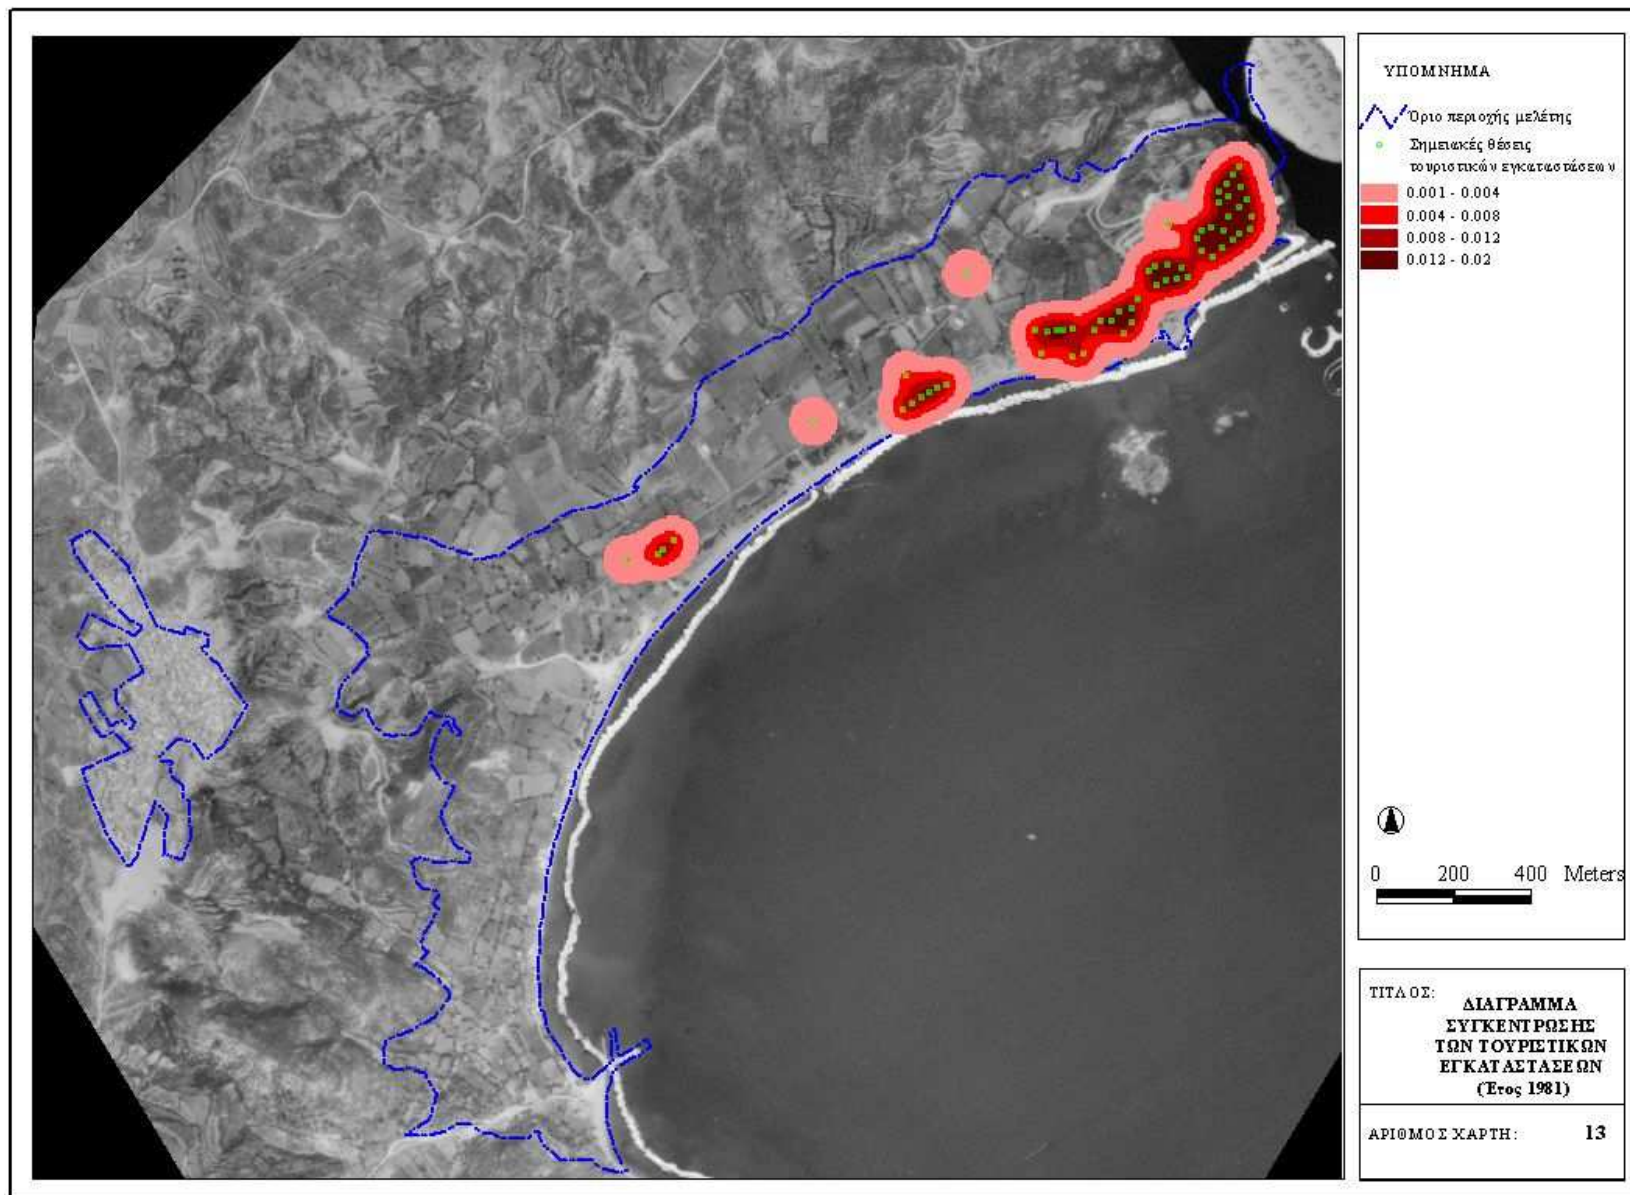 ΥΠΟΜΝΗΜΑ
Όριο περιοχής μελέτης
Σημειακές θέσεις
τουριστικών εγκαταστάσεων
0.001 - 0.004
0.004 - 0.008
0.008 - 0.012
0.012 - 0.02
0 200 400 Meters
ΤΙΤΛΟΣ:
ΔΙΑΓΡΑΜΜΑ
ΣΥΓΚΕΝΤΡΩΣΗΣ
ΤΩΝ ΤΟΥΡΙΣΤΙΚΩΝ
ΕΓΚΑΤΑΣΤΑΣΕΩΝ
(Έτος 1981)
ΑΡΙΘΜΟΣ ΧΑΡΤΗ: 13